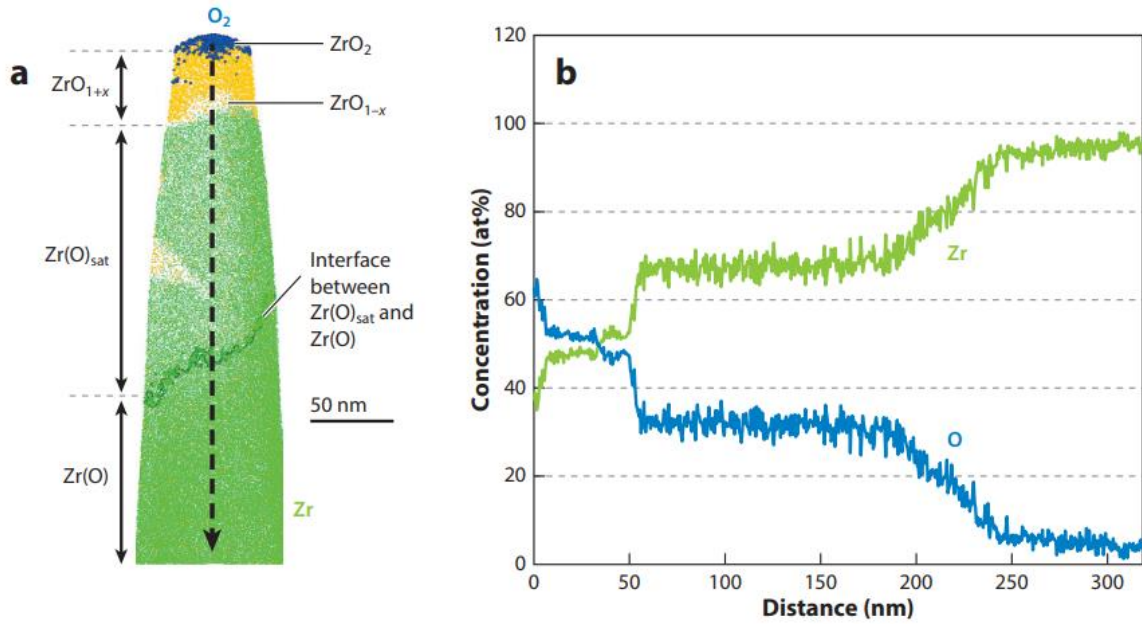 a
O2
ZrO2
ZrO1+x
ZrO1–x
Zr(O)sat
Interface
between
Zr(O)sat and
Zr(O)
50 nm
Zr(O)
Zr
b
120
100
80
60
40
20
0
Concentration (at%)
Zr
O
0 50 100 150 200 250 300
Distance (nm)